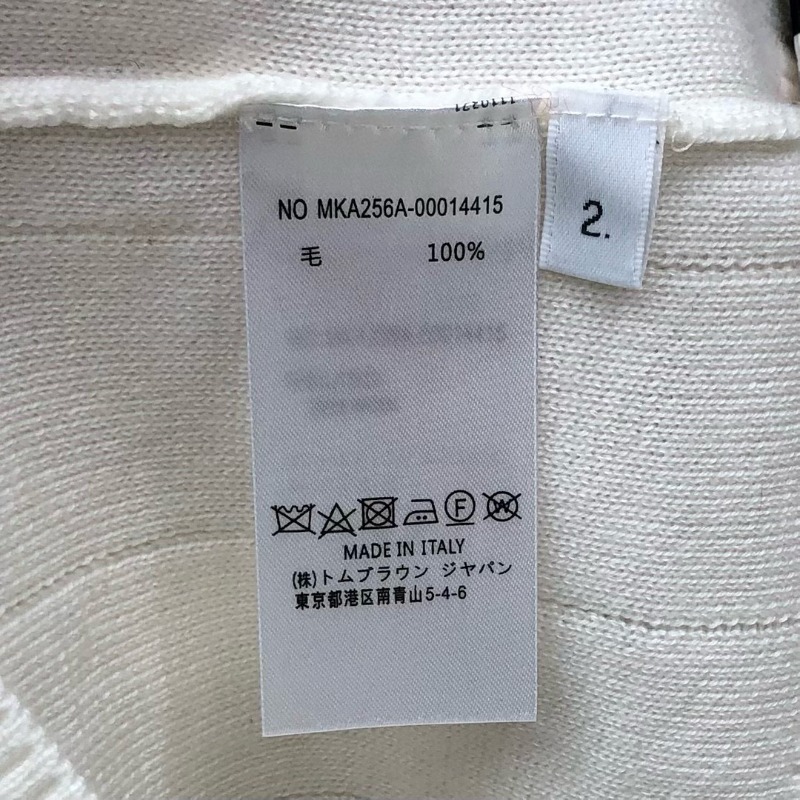 2.
NO MKA256A-00014415
毛 100%
F W
MADE IN ITALY
(株)トムブラウン ジヤパン
東京都港区南青山5-4-6